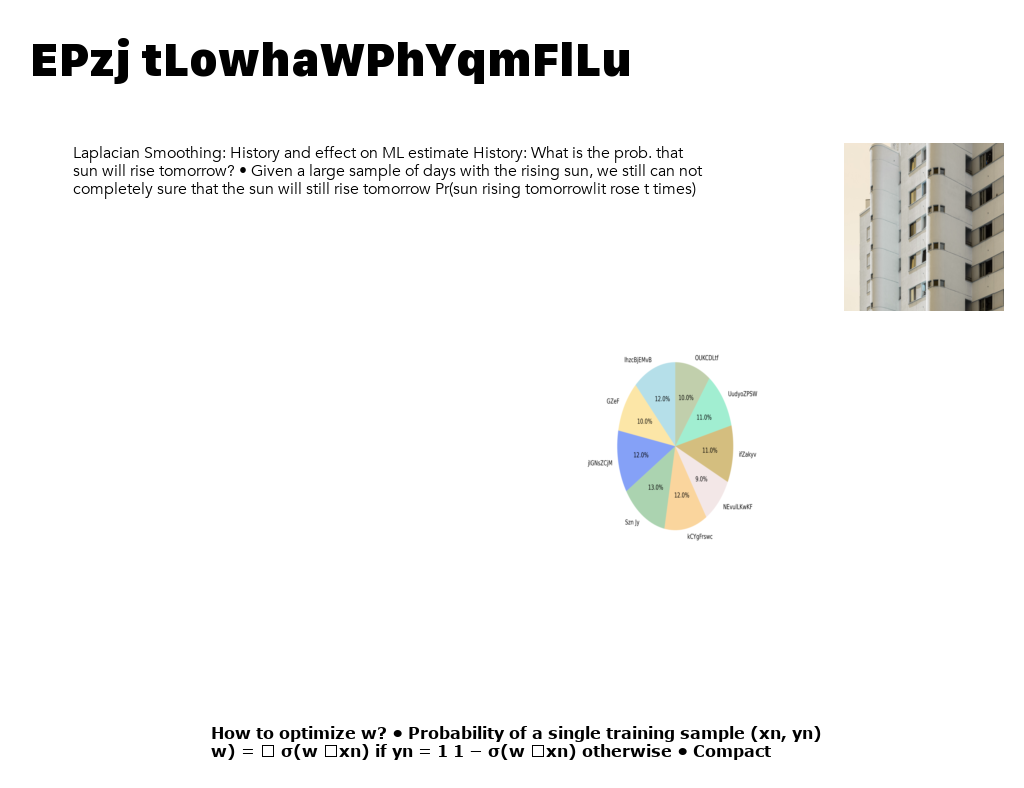 EPzj tLowhaWPhYqmFlLu
Laplacian Smoothing: History and effect on ML estimate History: What is the prob. that
sun will rise tomorrow? • Given a large sample of days with the rising sun, we still can not
completely sure that the sun will still rise tomorrow Pr(sun rising tomorrowlit rose t times)
IhzcBjEMvB
OUKCDLtf
12.0%
10.0%
UudyoZPSW
GZeF
11.0%
10.0%
11.0%
ifZakyv
12.0%
JIGNsZCjM
9.0%
13.0%
12.0%
NEvuILKwKF
Szn Jy
kCYgFrswc
How to optimize w? • Probability of a single training sample (xn, yn)
w) = □ σ(w □xn) if yn = 1 1 − σ(w □xn) otherwise • Compact